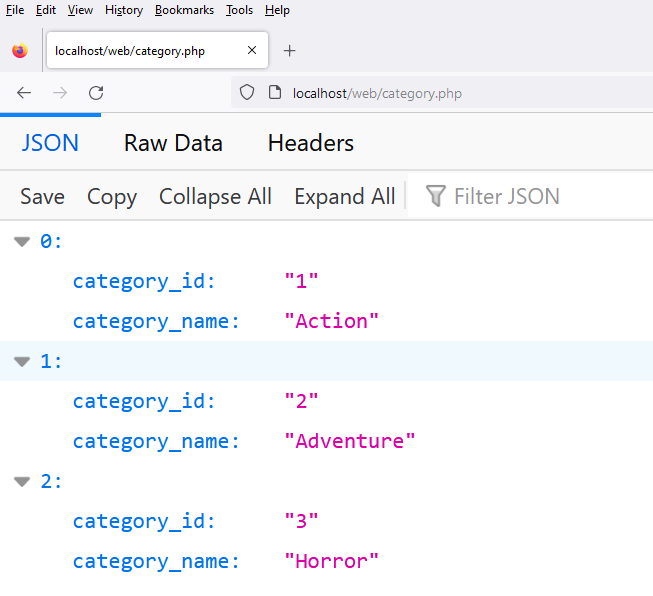 File Edit View History Bookmarks Tools Help
localhost/web/category.php
localhost/web/category.php
JSON Raw Data Headers
Save Copy Collapse All Expand All Filter JSON
0:
category_id: "1"
category_name: "Action"
1:
category_id: "2"
category_name: "Adventure"
2:
category_id: "3"
category_name: "Horror"